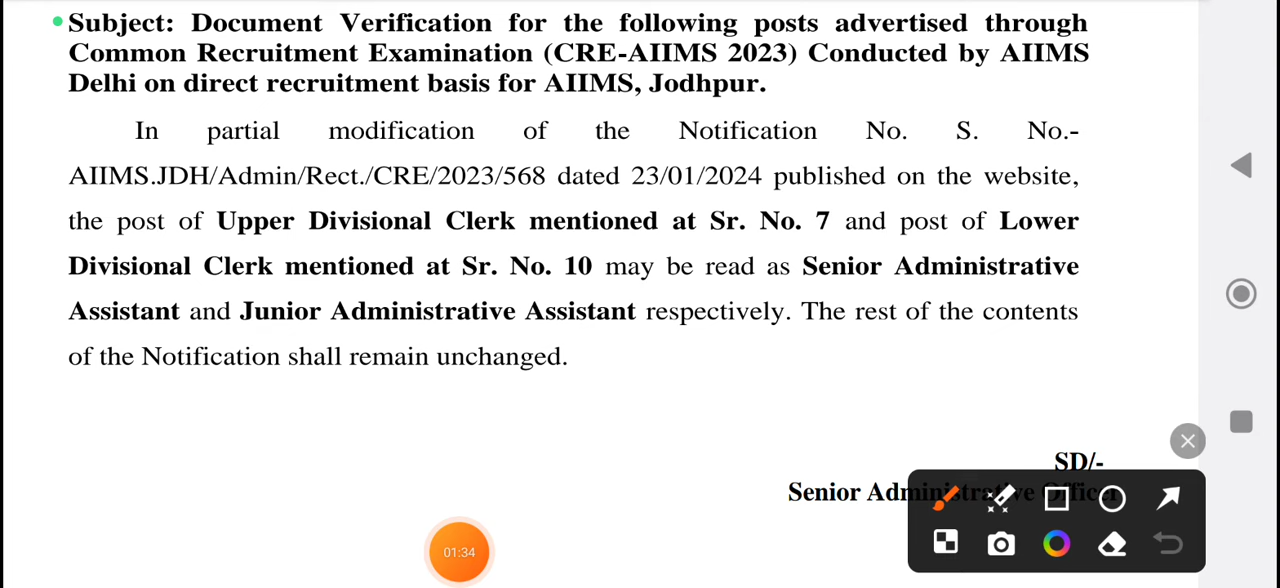 Subject: Document Verification for the following posts advertised through
Common Recruitment Examination (CRE-AIIMS 2023) Conducted by AIIMS
Delhi on direct recruitment basis for AIIMS, Jodhpur.
In partial modification of the Notification No. S. No.-
AIIMS.JDH/Admin/Rect./CRE/2023/568 dated 23/01/2024 published on the website,
the post of Upper Divisional Clerk mentioned at Sr. No. 7 and post of Lower
Divisional Clerk mentioned at Sr. No. 10 may be read as Senior Administrative
Assistant and Junior Administrative Assistant respectively. The rest of the contents
of the Notification shall remain unchanged.
SD/-
Senior Administrative Officer
01:34